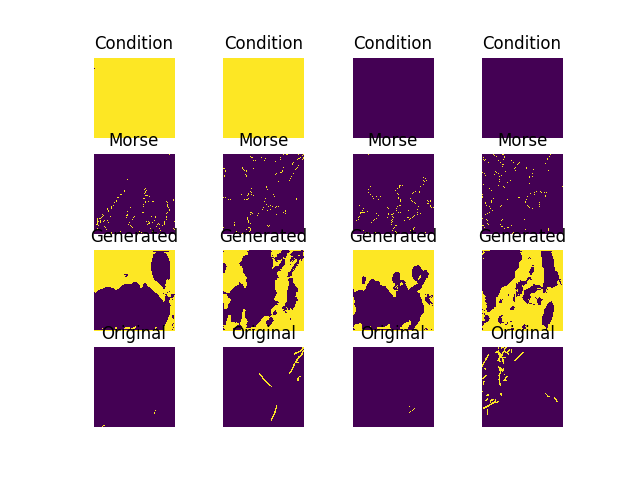 Condition Condition Condition Condition
Morse Morse Morse Morse
Generated Generated Generated Generated
Original Original Original Original